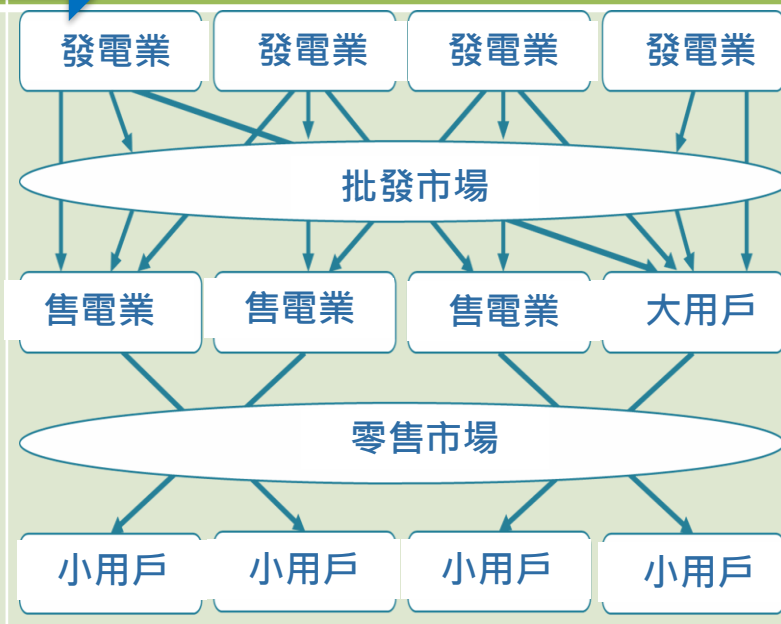 發電業 發電業 發電業 發電業
批發市場
售電業 售電業 售電業 大用戶
零售市場
小用戶 小用戶 小用戶 小用戶